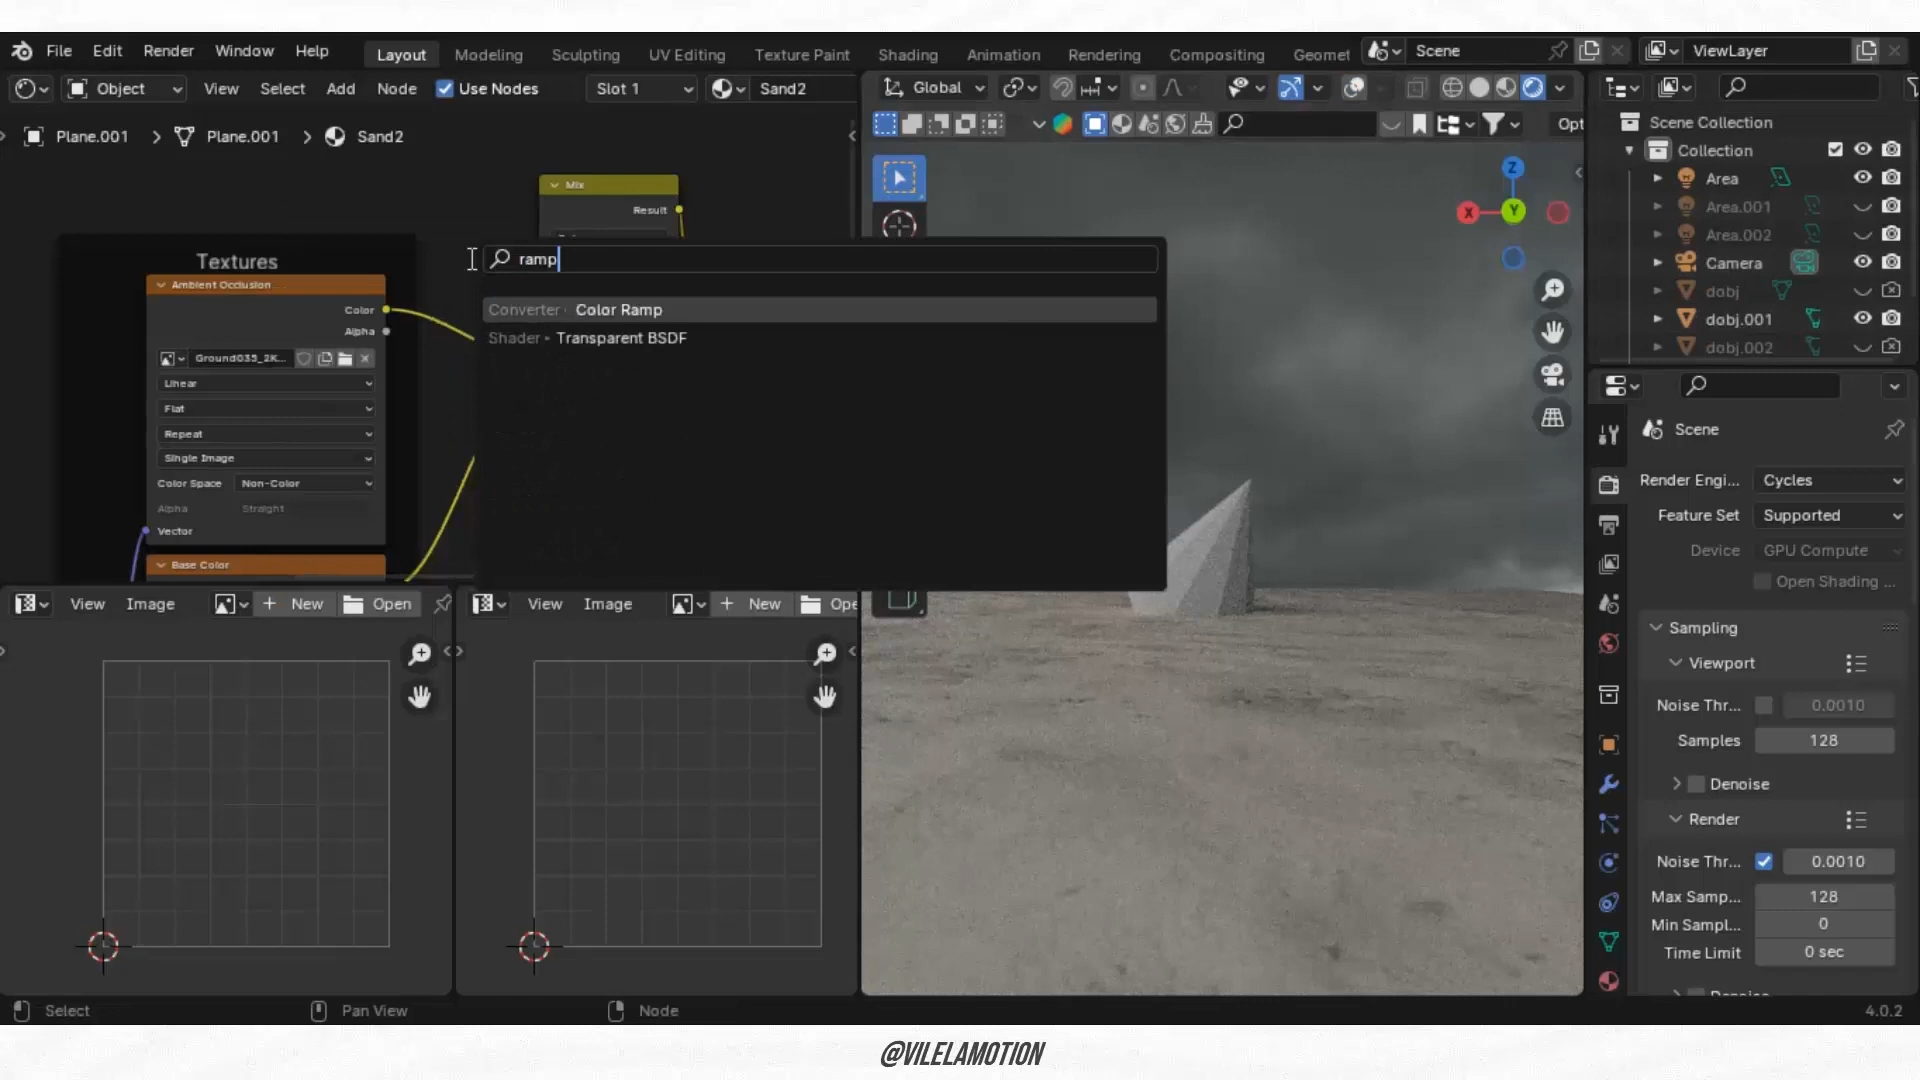 File Edit Render Window Help Layout Modeling Sculpting UV Editing Texture Paint Shading Animation Rendering Compositing Geomet Scene ViewLayer
Object View Select Add Node Use Nodes Slot 1 Sand2 Global
Plane.001 > Plane.001 > Sand2
Opt
Mix
Result
Textures
Ambient Occlusion ...
Color
Alpha
Ground035_2K...
Linear
Flat
Repeat
Single Image
Color Space Non-Color
Alpha Straight
Vector
Base Color
ramp
Converter Color Ramp
Shader Transparent BSDF
View Image New Open
View Image New Ope
Z
X Y
Scene Collection
Collection
Area
Area.001
Area.002
Camera
dobj
dobj.001
dobj.002
Scene
Render Engi... Cycles
Feature Set Supported
Device GPU Compute
Open Shading ...
Sampling
Viewport
Noise Thr... 0.0010
Samples 128
Denoise
Render
Noise Thr... 0.0010
Max Samp... 128
Min Sampl... 0
Time Limit 0 sec
Select Pan View Node 4.0.2
@VILELAMOTION